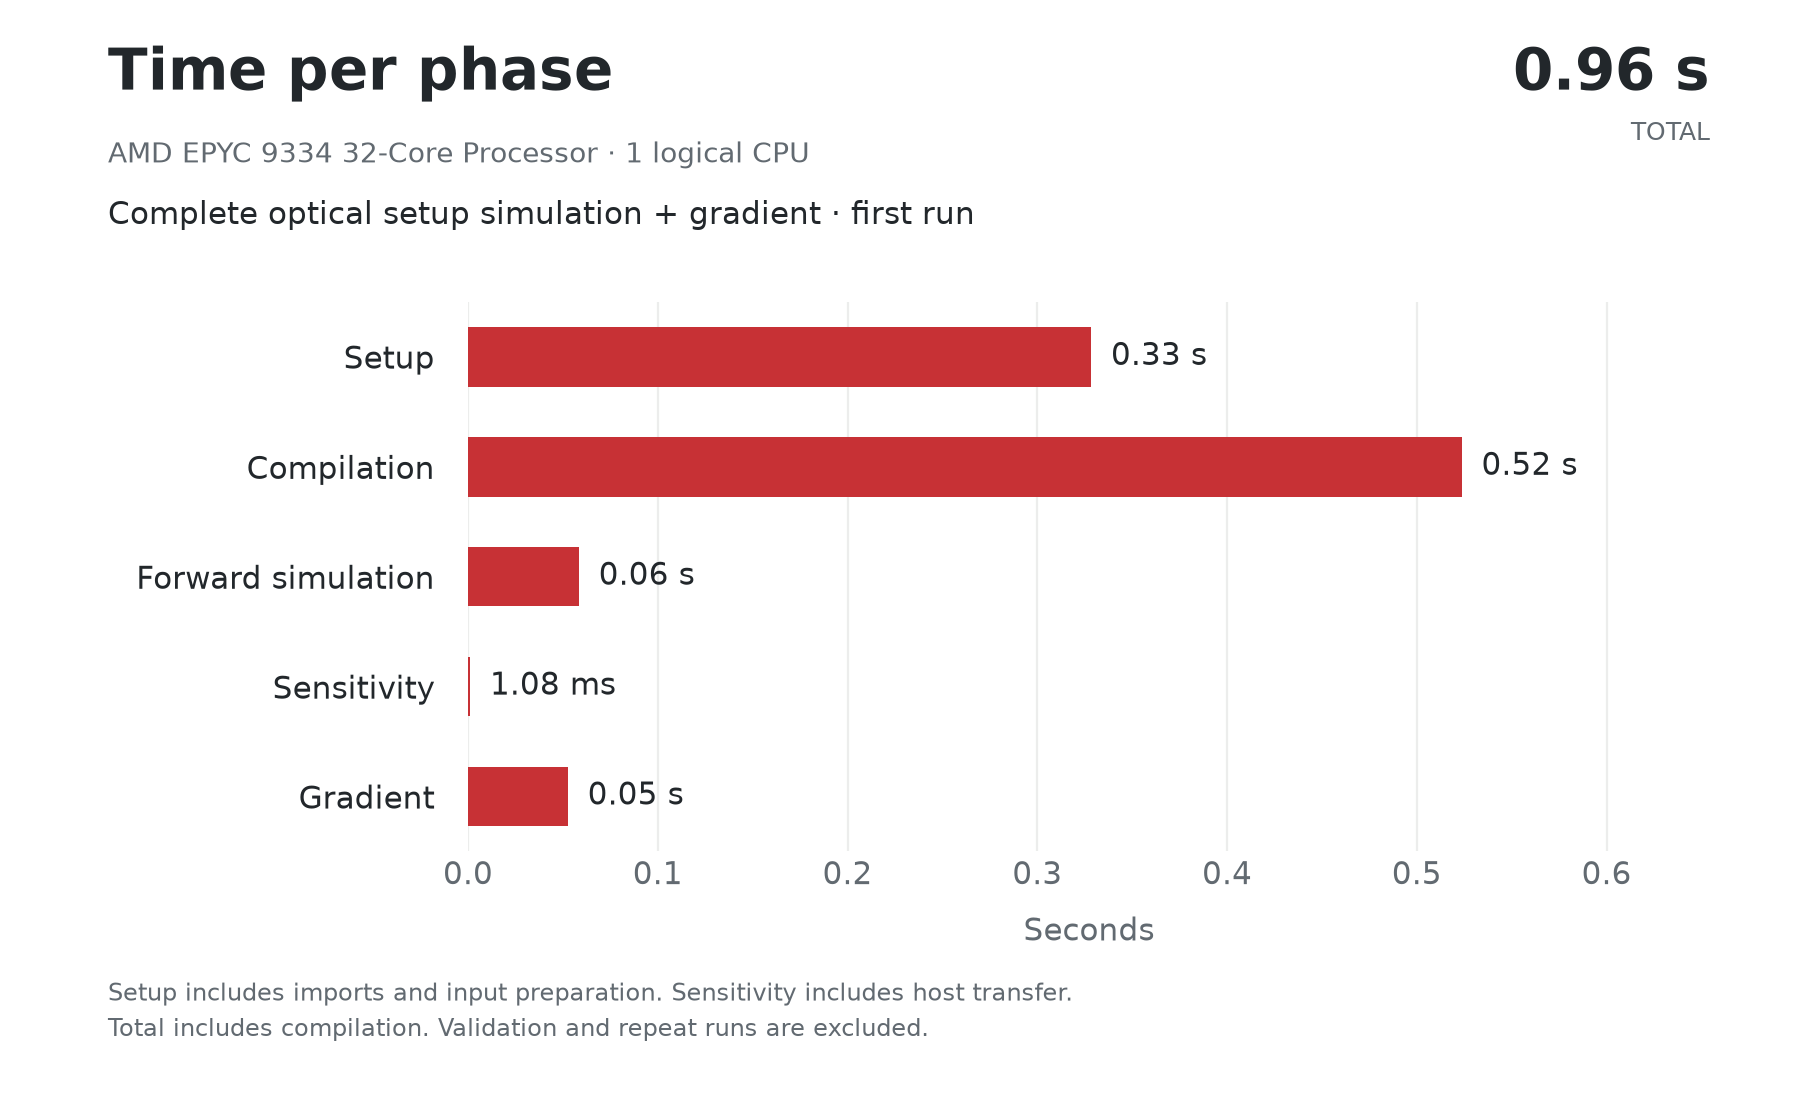 Time per phase
0.96 s
TOTAL
AMD EPYC 9334 32-Core Processor · 1 logical CPU
Complete optical setup simulation + gradient · first run
Setup
0.33 s
Compilation
0.52 s
Forward simulation
0.06 s
Sensitivity
1.08 ms
Gradient
0.05 s
0.0 0.1 0.2 0.3 0.4 0.5 0.6
Seconds
Setup includes imports and input preparation. Sensitivity includes host transfer.
Total includes compilation. Validation and repeat runs are excluded.